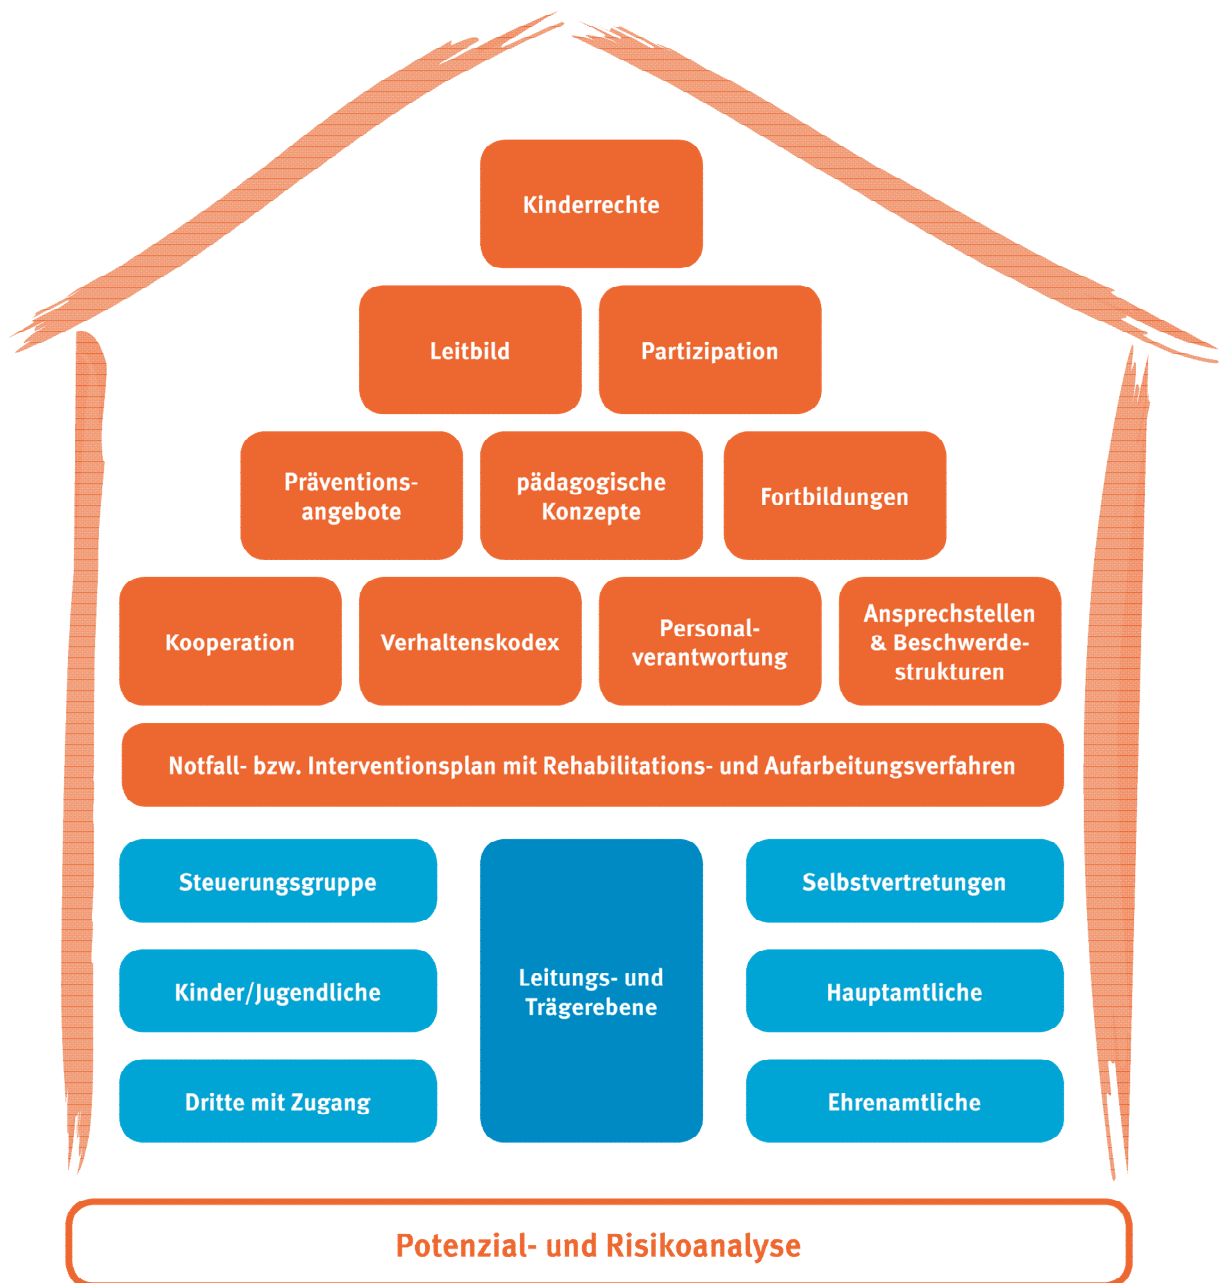 Kinderrechte
Leitbild
Partizipation
Präventions-
angebote
pädagogische
Konzepte
Fortbildungen
Kooperation
Verhaltenskodex
Personal-
verantwortung
Ansprechstellen
& Beschwerde-
strukturen
Notfall- bzw. Interventionsplan mit Rehabilitations- und Aufarbeitungsverfahren
Steuerungsgruppe
Kinder/Jugendliche
Dritte mit Zugang
Leitungs- und
Trägerebene
Selbstvertretungen
Hauptamtliche
Ehrenamtliche
Potenzial- und Risikoanalyse